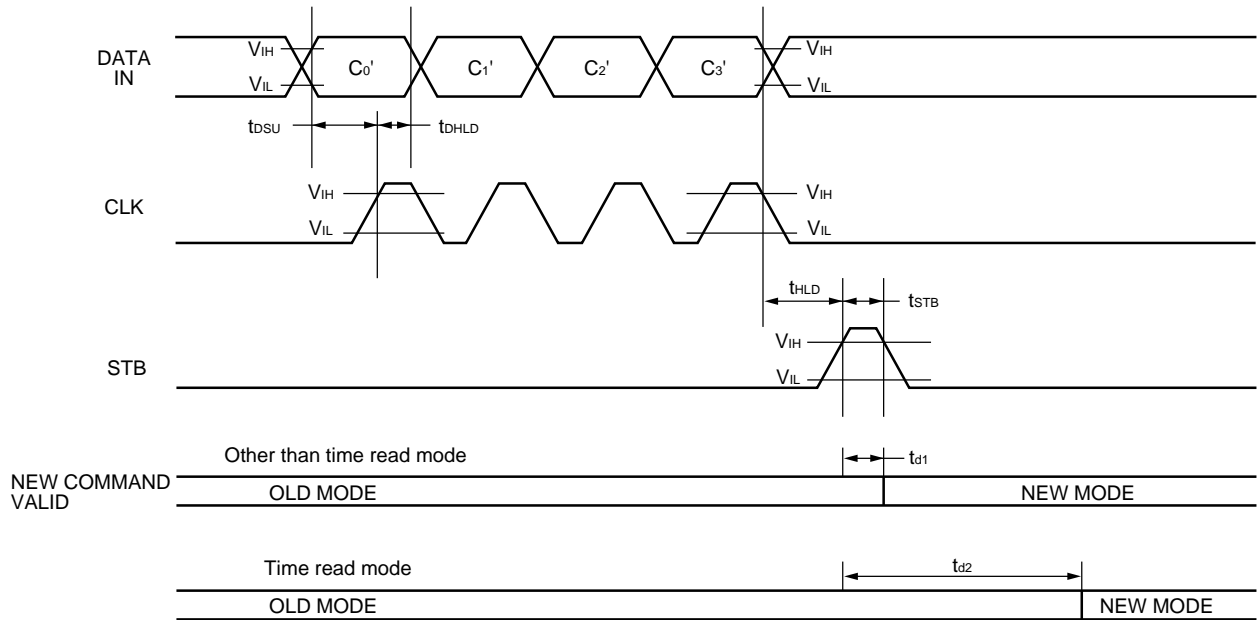 DATA
IN
VIH
VIL
C0'
C1'
C2'
C3'
VIH
VIL
tDSU
tDHLD
CLK
VIH
VIL
VIH
VIL
tHLD
tSTB
STB
VIH
VIL
Other than time read mode
td1
NEW COMMAND
VALID
OLD MODE
NEW MODE
Time read mode
td2
OLD MODE
NEW MODE